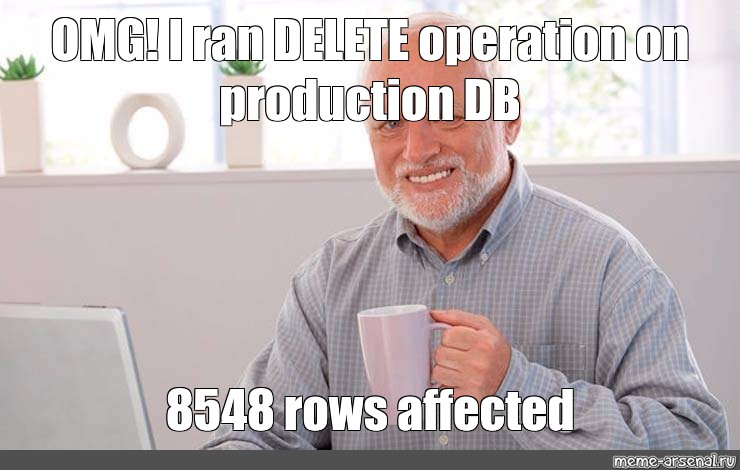 OMG! I ran DELETE operation on
production DB
8548 rows affected
meme-arsenal.ru